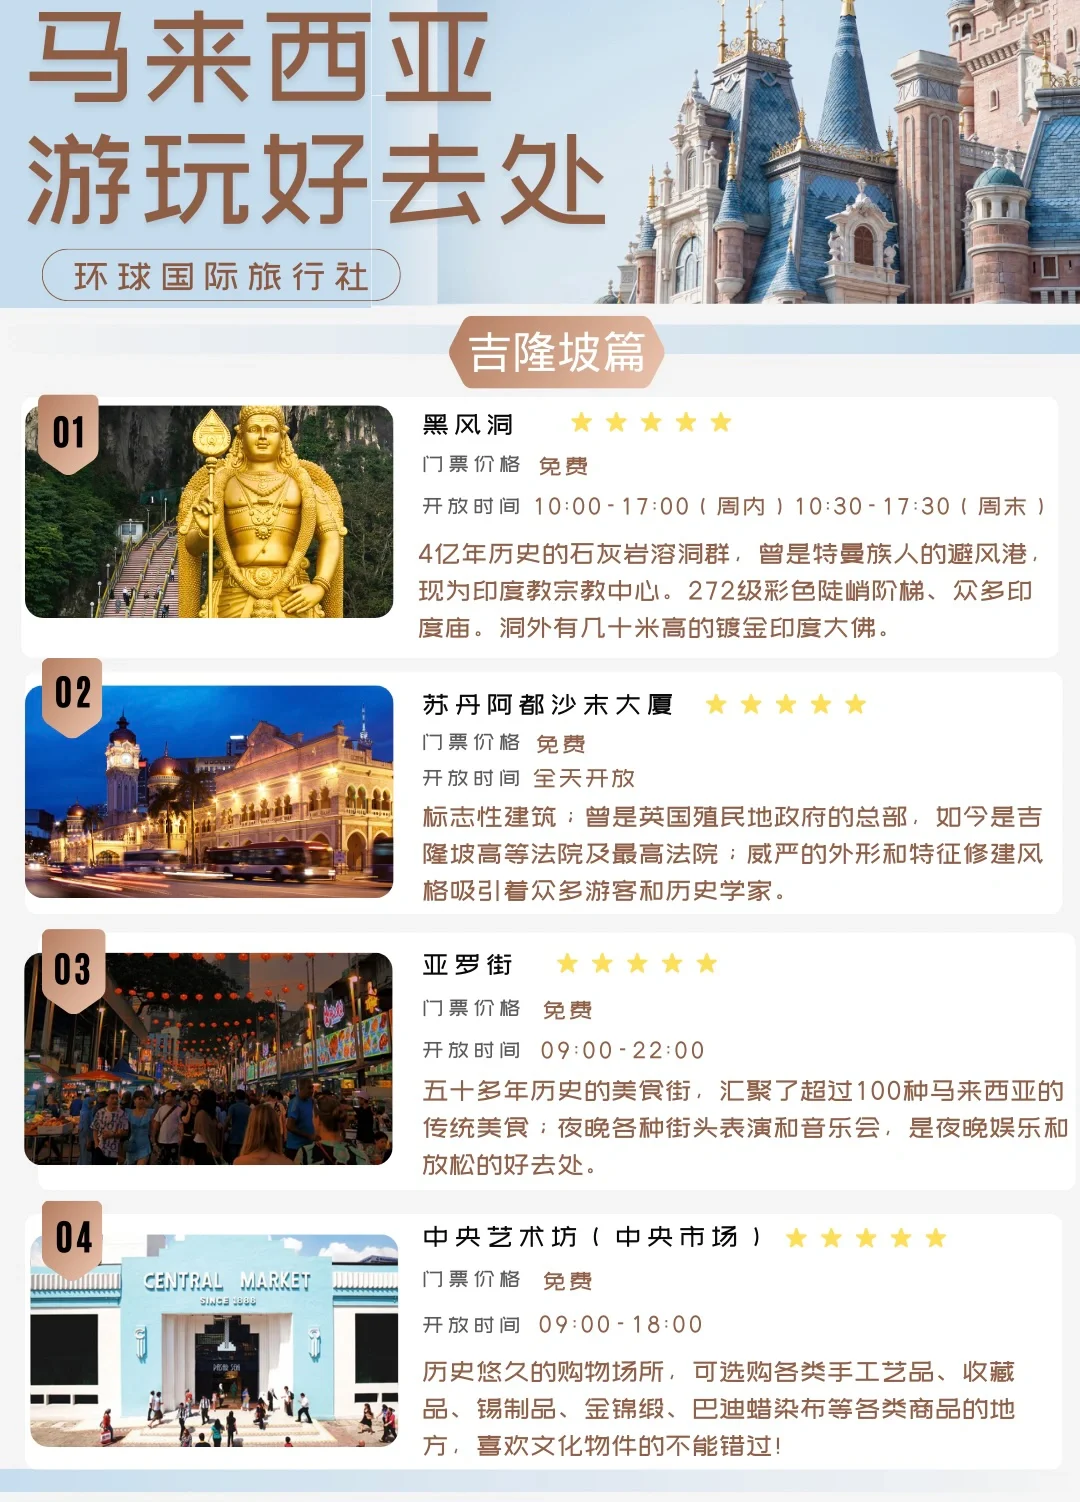 马来西亚
游玩好去处
环球国际旅行社
吉隆坡篇
01
黑风洞
门票价格 免费
开放时间 10:00-17:00（周内）10:30-17:30（周末）
4亿年历史的石灰岩溶洞群，曾是特曼族人的避风港，
现为印度教宗教中心。272级彩色陡峭阶梯、众多印
度庙。洞外有几十米高的镀金印度大佛。
02
苏丹阿都沙末大厦
门票价格 免费
开放时间 全天开放
标志性建筑；曾是英国殖民地政府的总部，如今是吉
隆坡高等法院及最高法院；威严的外形和特征修建风
格吸引着众多游客和历史学家。
03
亚罗街
门票价格 免费
开放时间 09:00-22:00
五十多年历史的美食街，汇聚了超过100种马来西亚的
传统美食；夜晚各种街头表演和音乐会，是夜晚娱乐和
放松的好去处。
04
CENTRAL MARKET
SINCE 1888
PASAR SENI
中央艺术坊（中央市场）
门票价格 免费
开放时间 09:00-18:00
历史悠久的购物场所，可选购各类手工艺品、收藏
品、锡制品、金锦缎、巴迪蜡染布等各类商品的地
方，喜欢文化物件的不能错过！